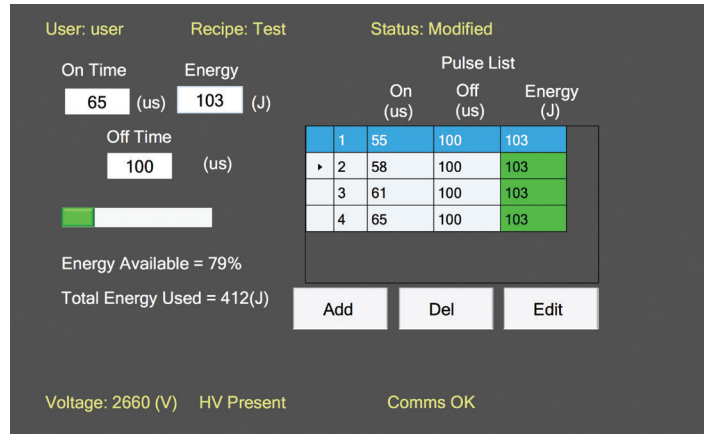 User: user Recipe: Test Status: Modified
On Time Energy Pulse List
65 (us) 103 (J) On (us) Off (us) Energy (J)
Off Time
100 (us)
1 55 100 103
2 58 100 103
3 61 100 103
4 65 100 103
Energy Available = 79%
Total Energy Used = 412(J)
Add Del Edit
Voltage: 2660 (V) HV Present Comms OK